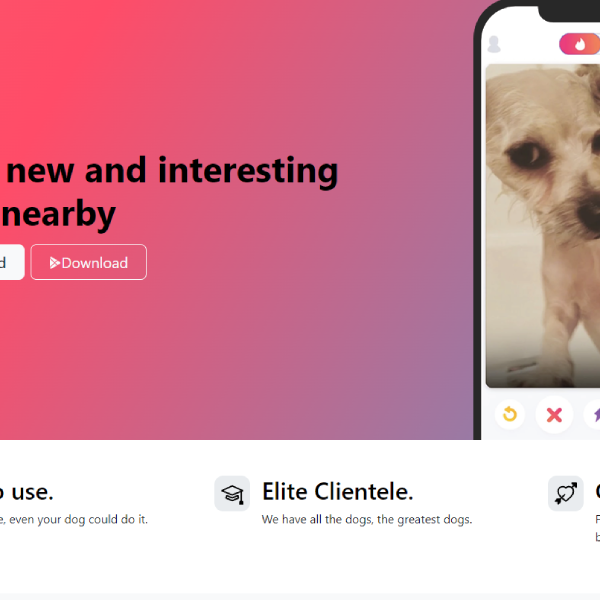 new and interesting
nearby
d
Download
o use.
e, even your dog could do it.
Elite Clientele.
We have all the dogs, the greatest dogs.